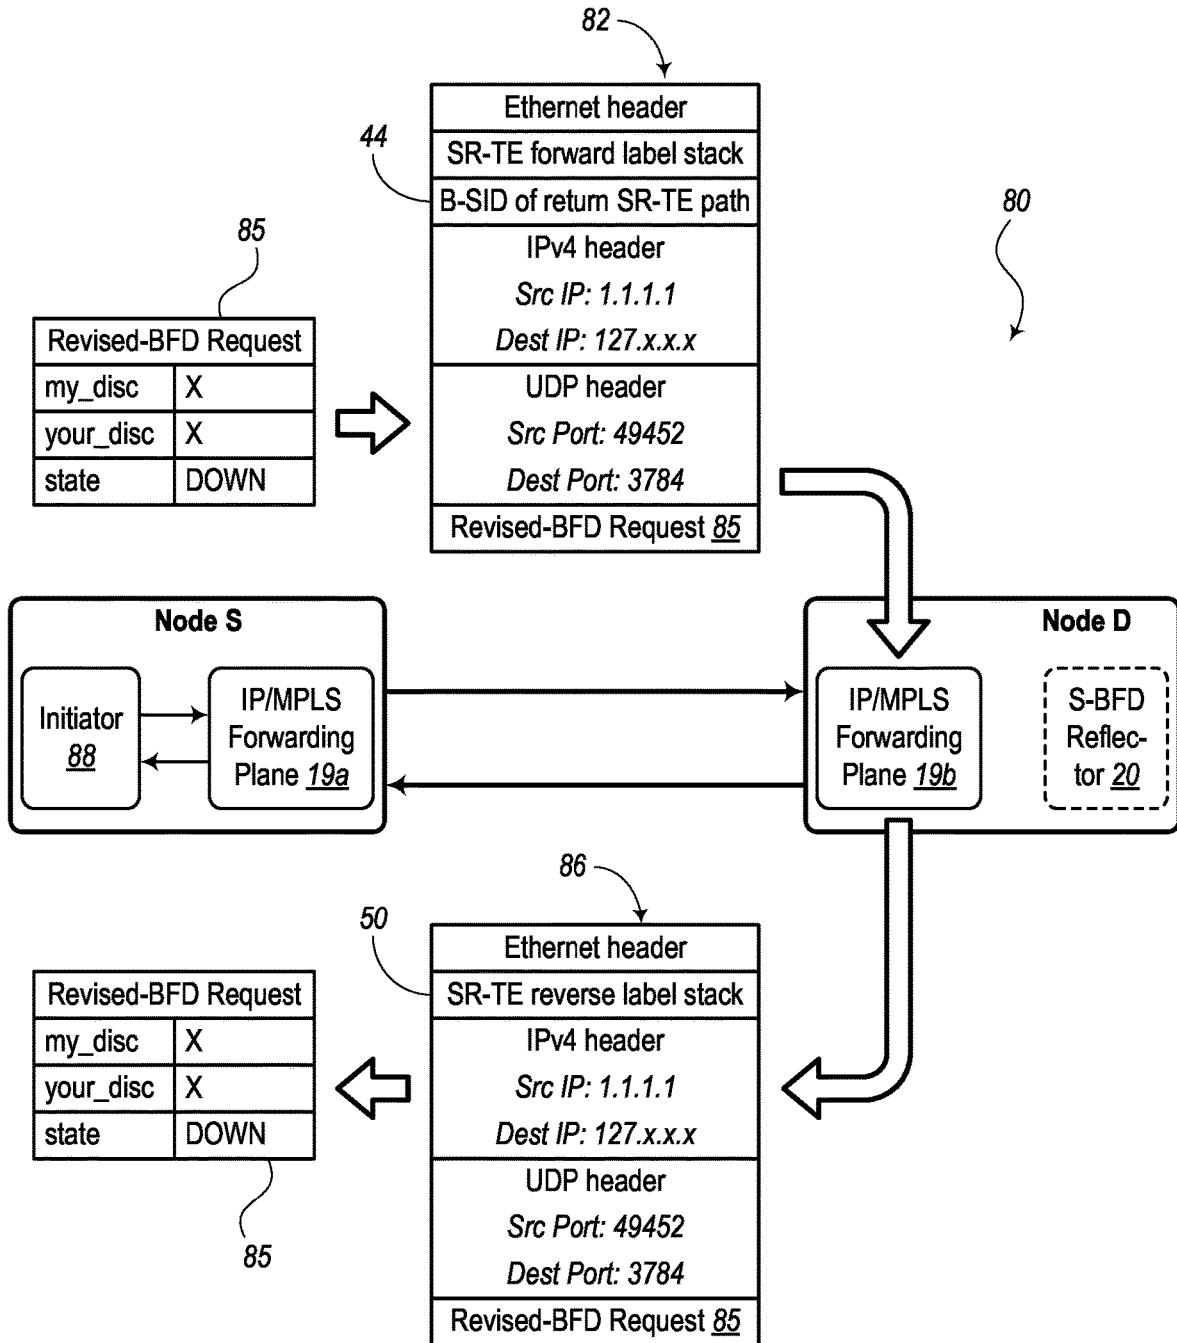 82
Ethernet header
44
SR-TE forward label stack
B-SID of return SR-TE path
80
85
IPv4 header
Src IP: 1.1.1.1
Dest IP: 127.x.x.x
Revised-BFD Request
my_disc X
your_disc X
state DOWN
UDP header
Src Port: 49452
Dest Port: 3784
Revised-BFD Request 85
Node S
Initiator
88
IP/MPLS
Forwarding
Plane 19a
Node D
IP/MPLS
Forwarding
Plane 19b
S-BFD
Reflec-
tor 20
86
50
Ethernet header
SR-TE reverse label stack
Revised-BFD Request
my_disc X
your_disc X
state DOWN
85
IPv4 header
Src IP: 1.1.1.1
Dest IP: 127.x.x.x
UDP header
Src Port: 49452
Dest Port: 3784
Revised-BFD Request 85